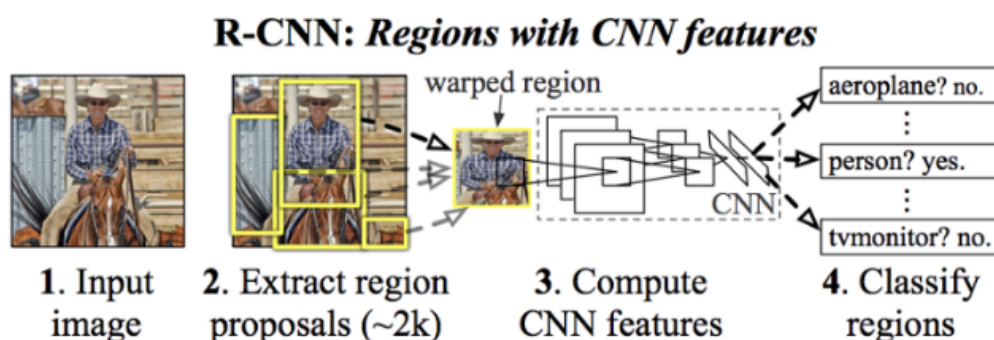 R-CNN: Regions with CNN features
warped region
aeroplane? no.
⋮
person? yes.
⋮
tvmonitor? no.
CNN
1. Input
image
2. Extract region
proposals (~2k)
3. Compute
CNN features
4. Classify
regions